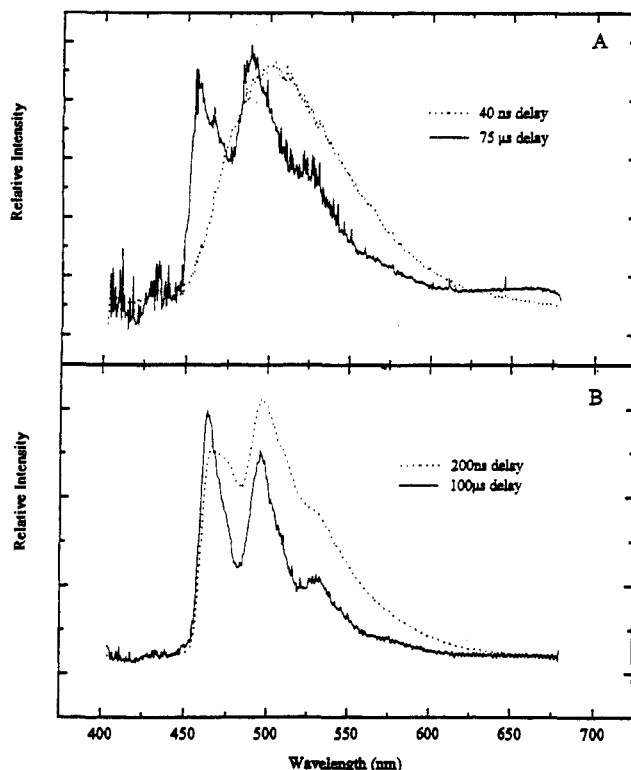 A
Relative Intensity
40 ns delay
75 µs delay
B
Relative Intensity
200ns delay
100µs delay
400 450 500 550 600 650 700
Wavelength (nm)